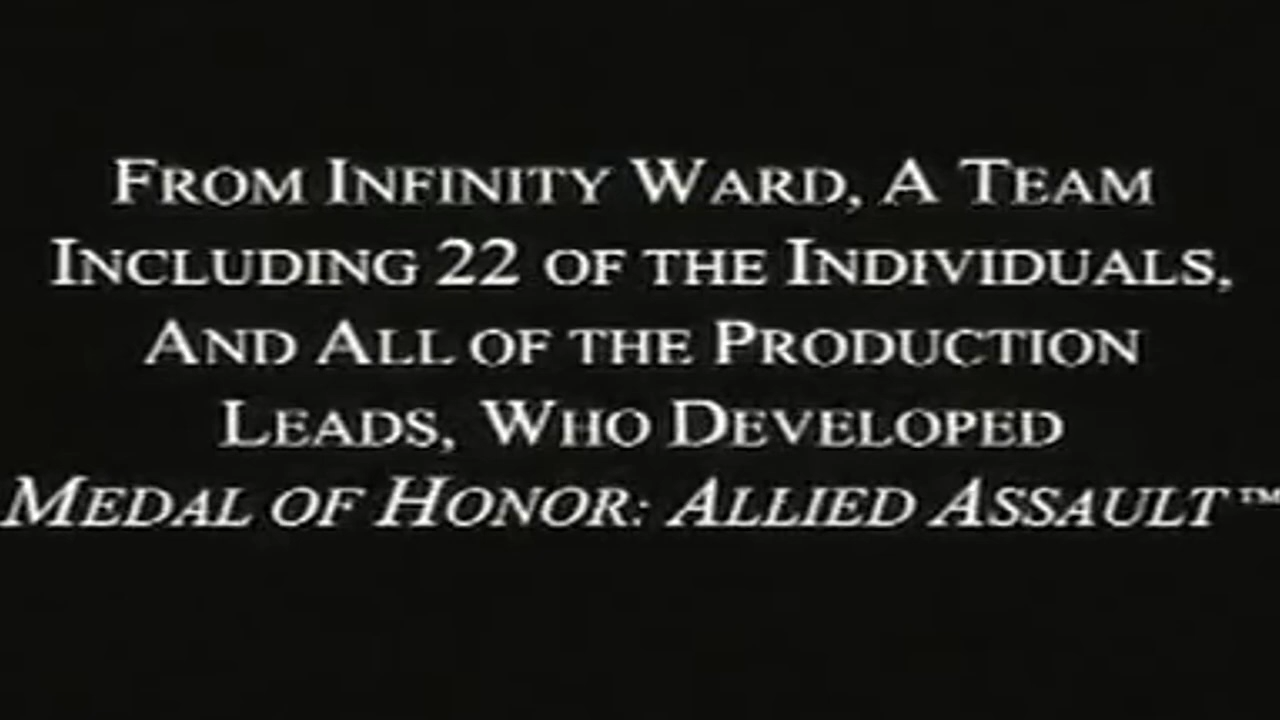 From Infinity Ward, A Team
Including 22 of the Individuals,
And All of the Production
Leads, Who Developed
Medal of Honor: Allied Assault™